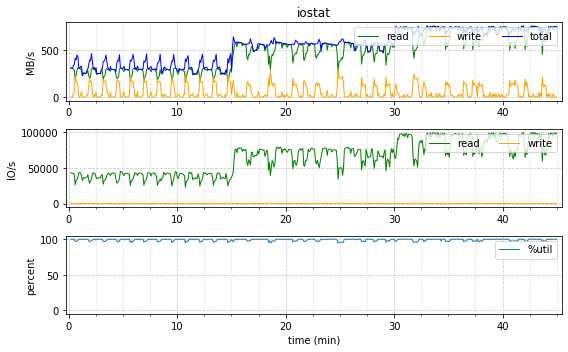 iostat
MB/s
500
0
read write total
0 10 20 30 40
IO/s
100000
50000
0
read write
0 10 20 30 40
percent
100
50
0
%util
0 10 20 30 40
time (min)